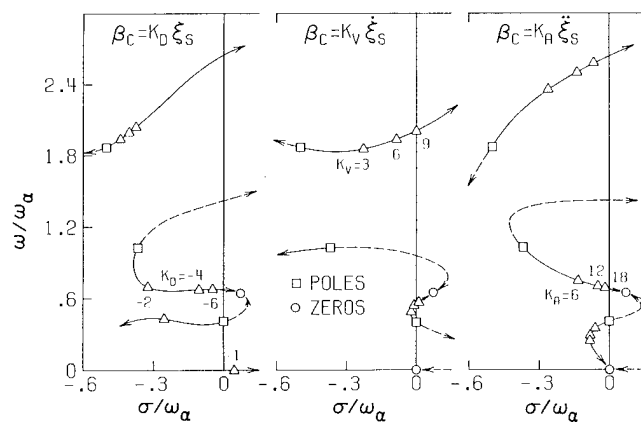 β_C=K_D ξ_S
β_C=K_V ξ̇_S
β_C=K_A ξ̈_S
2.4
1.8
1.2
.6
0
ω/ω_α
K_D=-4
-2
-6
1
K_V=3
6
9
□ POLES
○ ZEROS
12
18
K_A=6
-.6
-.3
0
-.6
-.3
0
-.6
-.3
0
σ/ω_α
σ/ω_α
σ/ω_α